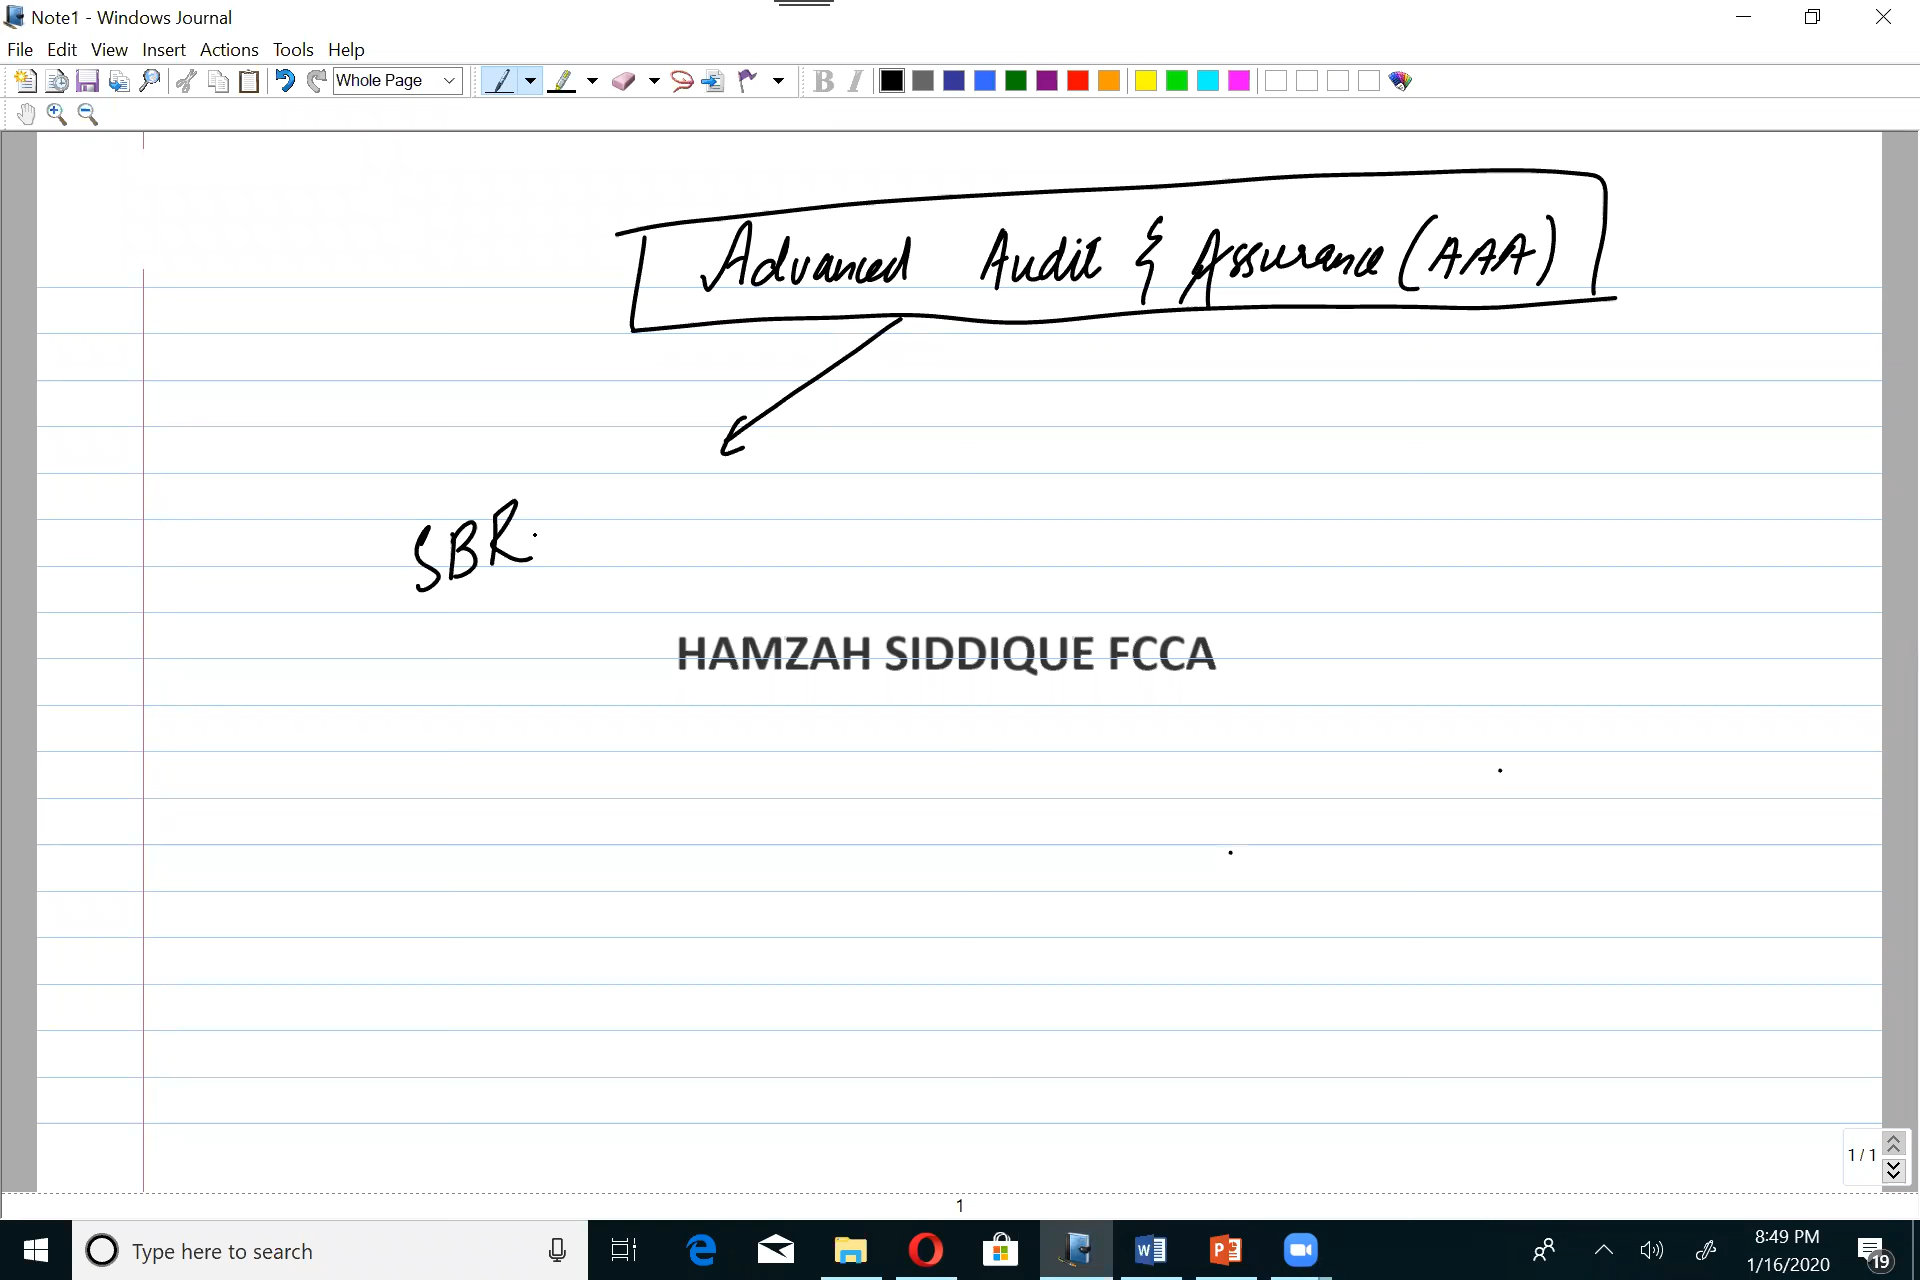 Note1 - Windows Journal
File Edit View Insert Actions Tools Help
Whole Page B I
Advanced Audit & Assurance (AAA)
SBR.
HAMZAH SIDDIQUE FCCA
1 / 1
1
Type here to search
8:49 PM
1/16/2020
19